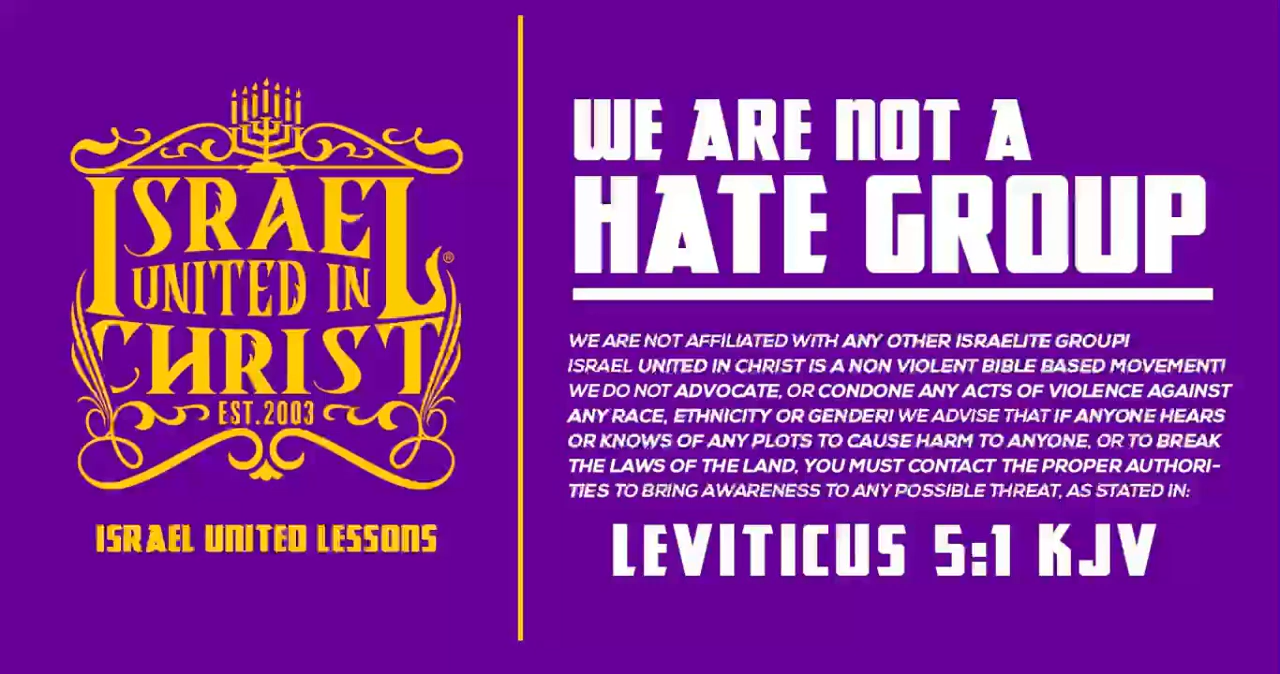 ISRAEL
UNITED IN
CHRIST
®
EST. 2003
ISRAEL UNITED LESSONS
WE ARE NOT A
HATE GROUP
WE ARE NOT AFFILIATED WITH ANY OTHER ISRAELITE GROUP!
ISRAEL UNITED IN CHRIST IS A NON VIOLENT BIBLE BASED MOVEMENT!
WE DO NOT ADVOCATE, OR CONDONE ANY ACTS OF VIOLENCE AGAINST
ANY RACE, ETHNICITY OR GENDER! WE ADVISE THAT IF ANYONE HEARS
OR KNOWS OF ANY PLOTS TO CAUSE HARM TO ANYONE, OR TO BREAK
THE LAWS OF THE LAND, YOU MUST CONTACT THE PROPER AUTHORI-
TIES TO BRING AWARENESS TO ANY POSSIBLE THREAT, AS STATED IN:
LEVITICUS 5:1 KJV